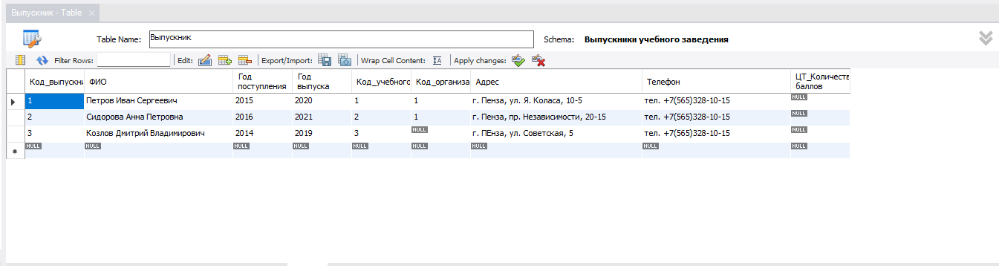 Выпускник - Table ×
Table Name: Выпускник Schema: Выпускники учебного заведения
Filter Rows: Edit: Export/Import: Wrap Cell Content: Apply changes:
Код_выпускни ФИО Год поступления Год выпуска Код_учебного Код_организа Адрес Телефон ЦТ_Количеств баллов
1 Петров Иван Сергеевич 2015 2020 1 1 г. Пенза, ул. Я. Коласа, 10-5 тел. +7(565)328-10-15 NULL
2 Сидорова Анна Петровна 2016 2021 2 1 г. Пенза, пр. Независимости, 20-15 тел. +7(565)328-10-15 NULL
3 Козлов Дмитрий Владимирович 2014 2019 3 NULL г. ПЕнза, ул. Советская, 5 тел. +7(565)328-10-15 NULL
NULL NULL NULL NULL NULL NULL NULL NULL NULL